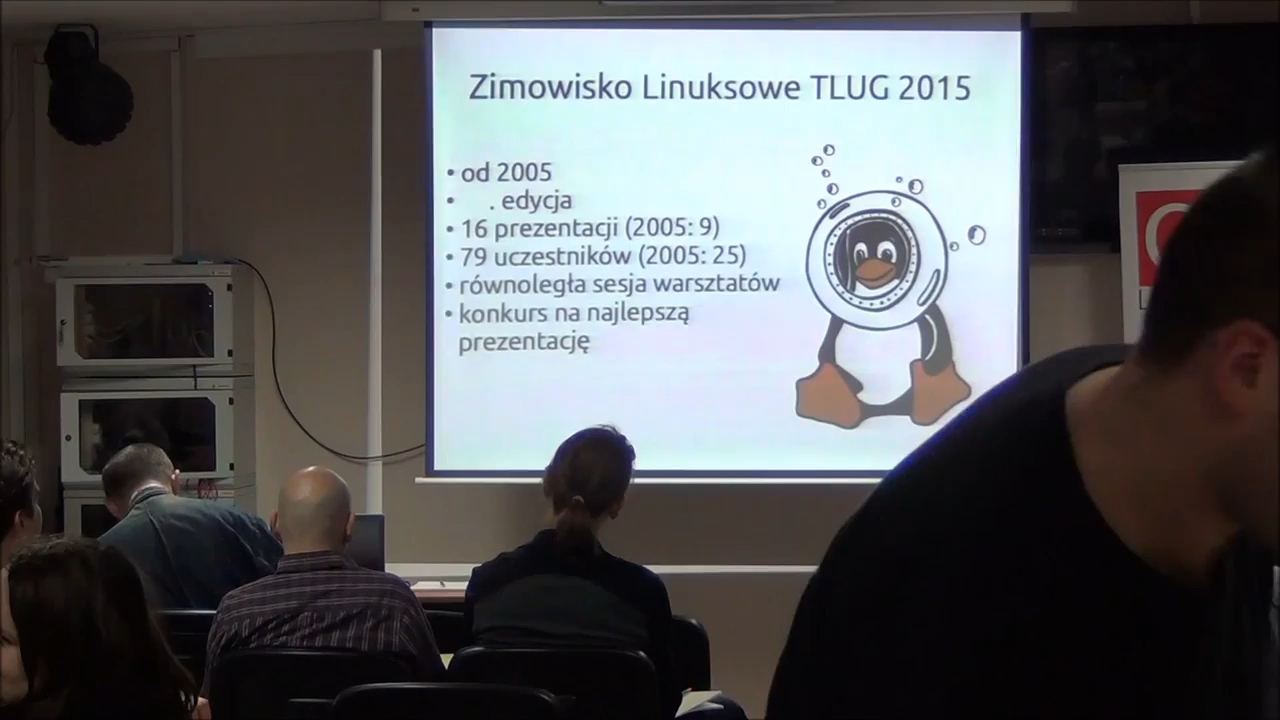 Zimowisko Linuksowe TLUG 2015
• od 2005
• . edycja
• 16 prezentacji (2005: 9)
• 79 uczestników (2005: 25)
• równoległa sesja warsztatów
• konkurs na najlepszą
prezentację